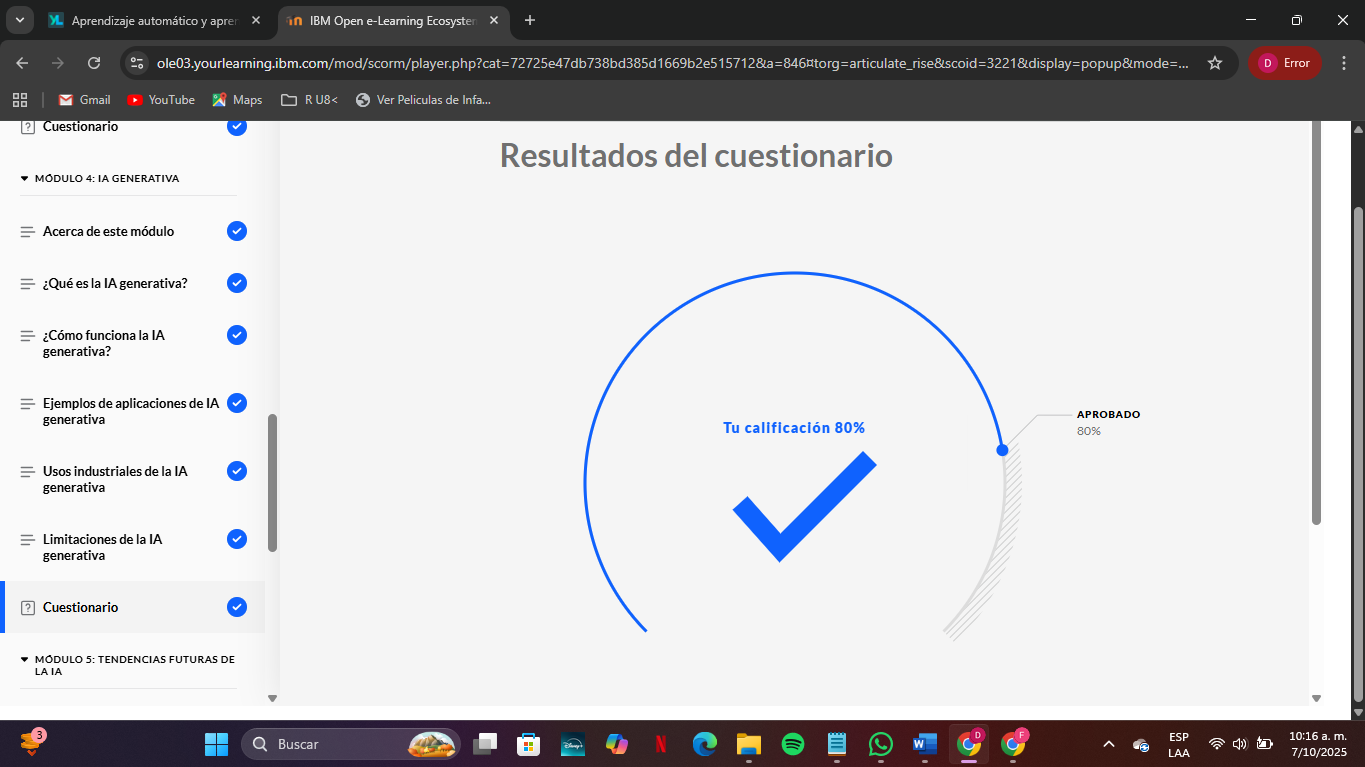 Aprendizaje automático y apren
IBM Open e-Learning Ecosystem
ole03.yourlearning.ibm.com/mod/scorm/player.php?cat=72725e47db738bd385d1669b2e515712&a=846¤torg=articulate_rise&scoid=3221&display=popup&mode=...
D
Error
Gmail
YouTube
Maps
R U8<
Ver Peliculas de Infa...
Cuestionario
MÓDULO 4: IA GENERATIVA
Acerca de este módulo
¿Qué es la IA generativa?
¿Cómo funciona la IA
generativa?
Ejemplos de aplicaciones de IA
generativa
Usos industriales de la IA
generativa
Limitaciones de la IA
generativa
Cuestionario
MÓDULO 5: TENDENCIAS FUTURAS DE
LA IA
Resultados del cuestionario
Tu calificación 80%
APROBADO
80%
3
Buscar
Disney+
N
W
D
F
ESP
LAA
10:16 a. m.
7/10/2025